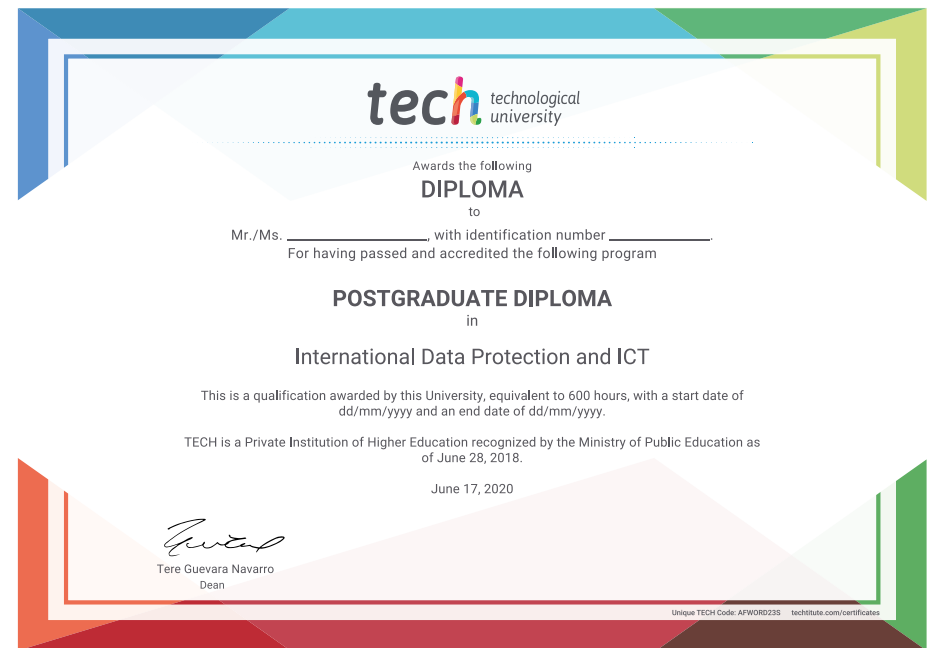 tech technological
university
Awards the following
DIPLOMA
to
Mr./Ms. ____________________, with identification number ______________.
For having passed and accredited the following program
POSTGRADUATE DIPLOMA
in
International Data Protection and ICT
This is a qualification awarded by this University, equivalent to 600 hours, with a start date of
dd/mm/yyyy and an end date of dd/mm/yyyy.
TECH is a Private Institution of Higher Education recognized by the Ministry of Public Education as
of June 28, 2018.
June 17, 2020
Tere Guevara Navarro
Dean
Unique TECH Code: AFWORD23S techtitute.com/certificates